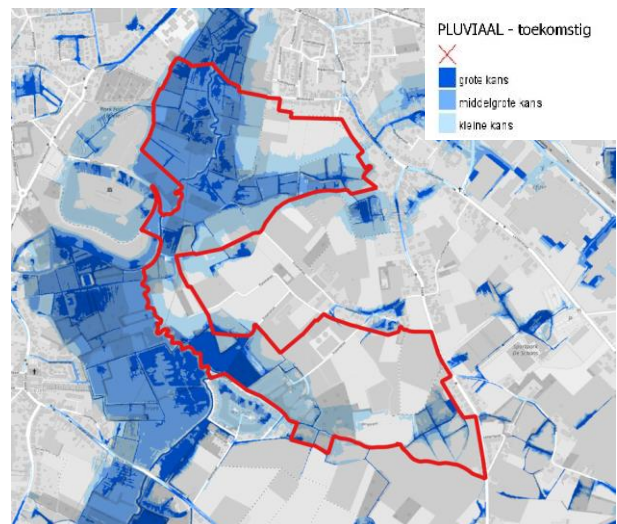 PLUVIAAL - toekomstig
grote kans
middelgrote kans
kleine kans